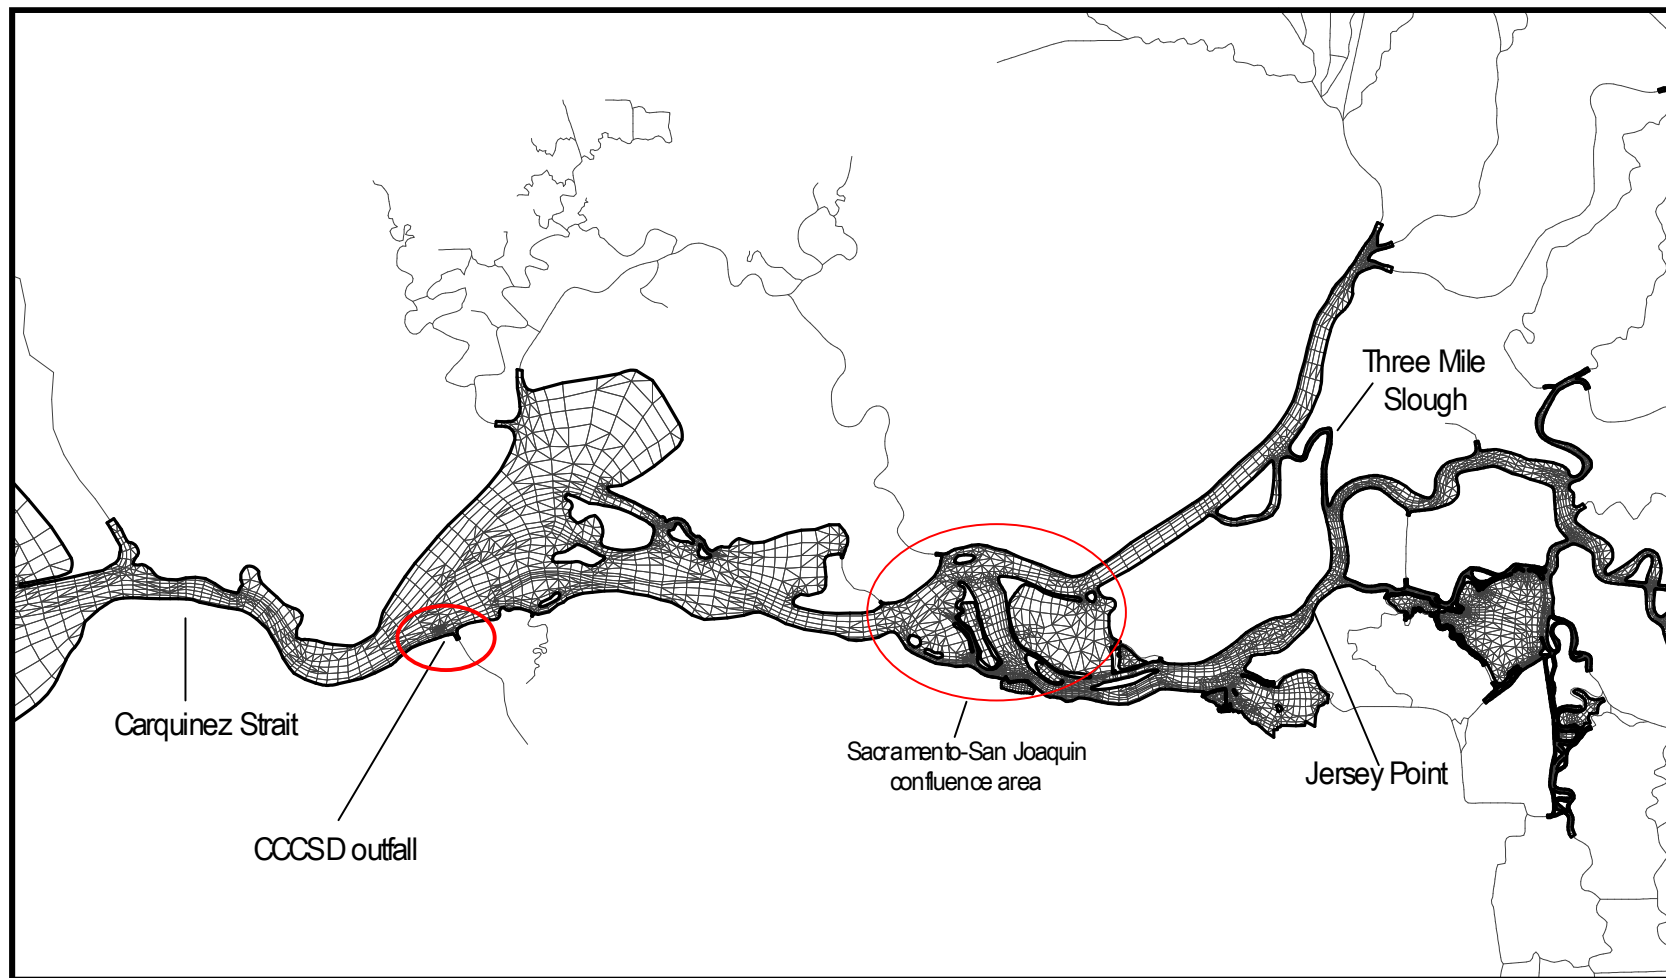 Three Mile
Slough
Carquinez Strait
Sacramento-San Joaquin
confluence area
Jersey Point
CCCSD outfall